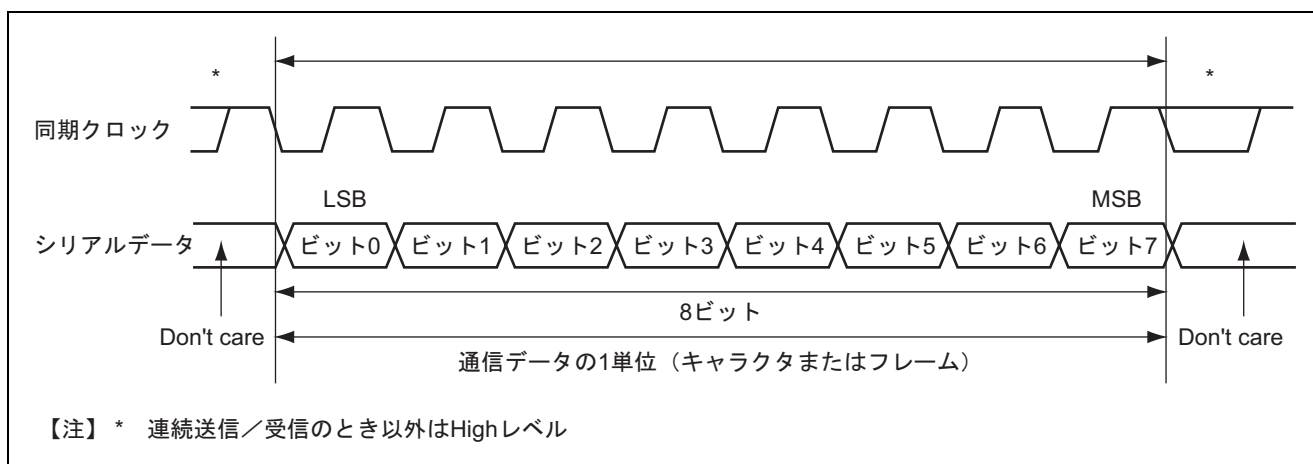 * *
同期クロック
LSB MSB
シリアルデータ ビット0 ビット1 ビット2 ビット3 ビット4 ビット5 ビット6 ビット7
8ビット
Don't care Don't care
通信データの1単位（キャラクタまたはフレーム）
【注】 * 連続送信／受信のとき以外はHighレベル